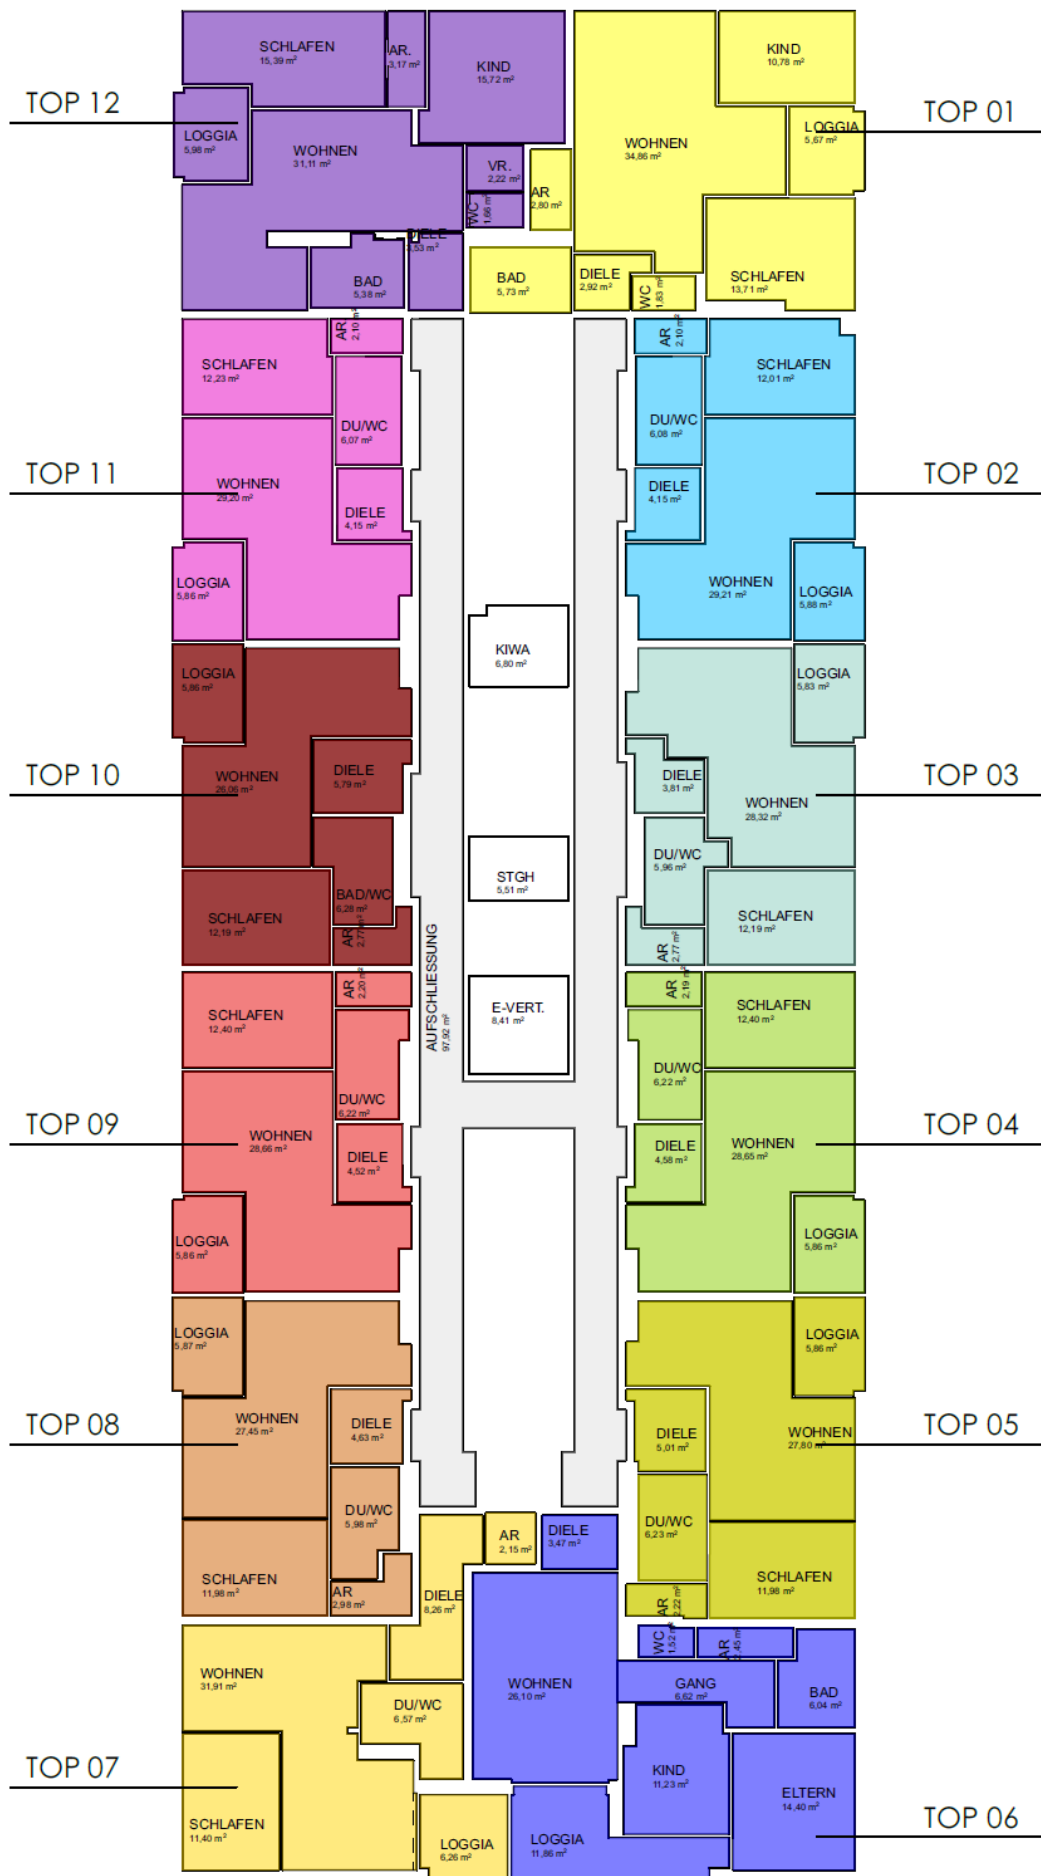 TOP 12
SCHLAFEN
15,39 m²
AR.
3,17 m²
KIND
15,72 m²
LOGGIA
5,98 m²
WOHNEN
31,11 m²
VR.
2,22 m²
WC
1,66 m²
DIELE
3,53 m²
BAD
5,38 m²
TOP 01
KIND
10,78 m²
LOGGIA
5,67 m²
WOHNEN
34,86 m²
AR
2,80 m²
BAD
5,73 m²
DIELE
2,92 m²
WC
1,83 m²
SCHLAFEN
13,71 m²
TOP 11
AR
2,10 m²
SCHLAFEN
12,23 m²
DU/WC
6,07 m²
WOHNEN
29,20 m²
DIELE
4,15 m²
LOGGIA
5,86 m²
TOP 02
AR
2,10 m²
SCHLAFEN
12,01 m²
DU/WC
6,08 m²
DIELE
4,15 m²
WOHNEN
29,21 m²
LOGGIA
5,88 m²
KIWA
6,80 m²
STGH
5,51 m²
E-VERT.
8,41 m²
AUFSCHLIESSUNG
97,92 m²
TOP 10
LOGGIA
5,86 m²
WOHNEN
26,06 m²
DIELE
5,79 m²
BAD/WC
6,28 m²
SCHLAFEN
12,19 m²
AR
2,77 m²
TOP 03
LOGGIA
5,83 m²
DIELE
3,81 m²
WOHNEN
28,32 m²
DU/WC
5,96 m²
SCHLAFEN
12,19 m²
AR
2,77 m²
TOP 09
SCHLAFEN
12,40 m²
AR
2,20 m²
DU/WC
6,22 m²
WOHNEN
28,66 m²
DIELE
4,52 m²
LOGGIA
5,86 m²
TOP 04
AR
2,19 m²
SCHLAFEN
12,40 m²
DU/WC
6,22 m²
WOHNEN
28,65 m²
DIELE
4,58 m²
LOGGIA
5,86 m²
TOP 08
LOGGIA
5,87 m²
WOHNEN
27,45 m²
DIELE
4,63 m²
DU/WC
5,98 m²
SCHLAFEN
11,98 m²
AR
2,98 m²
TOP 05
LOGGIA
5,86 m²
WOHNEN
27,80 m²
DIELE
5,01 m²
DU/WC
6,23 m²
SCHLAFEN
11,98 m²
AR
2,22 m²
TOP 07
AR
2,15 m²
DIELE
8,26 m²
WOHNEN
31,91 m²
DU/WC
6,57 m²
SCHLAFEN
11,40 m²
LOGGIA
6,26 m²
TOP 06
DIELE
3,47 m²
WC
1,52 m²
AR
2,45 m²
WOHNEN
26,10 m²
GANG
6,62 m²
BAD
6,04 m²
KIND
11,23 m²
ELTERN
14,40 m²
LOGGIA
11,86 m²